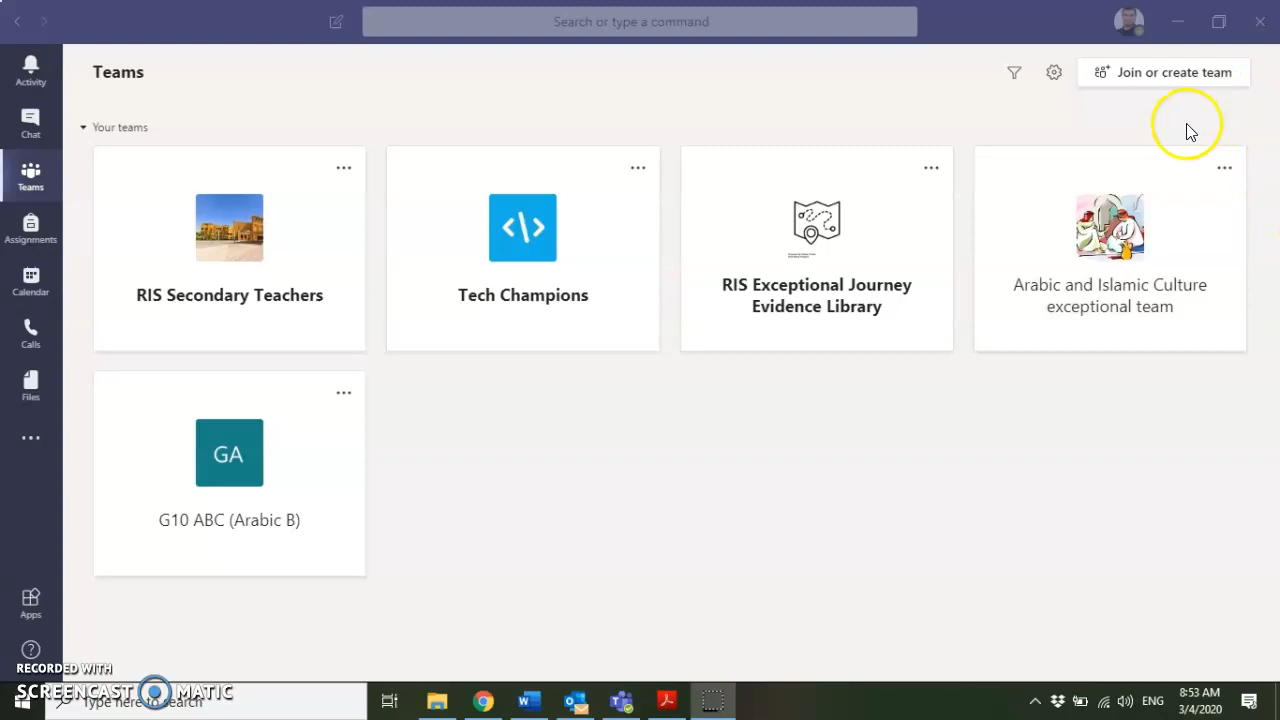 Search or type a command
Activity
Chat
Teams
Assignments
Calendar
Calls
Files
Apps
Teams
Join or create team
Your teams
RIS Secondary Teachers
</>
Tech Champions
RIS Exceptional Journey
Evidence Library
Arabic and Islamic Culture
exceptional team
GA
G10 ABC (Arabic B)
RECORDED WITH
SCREENCAST MATIC
Type here to search
ENG
8:53 AM
3/4/2020